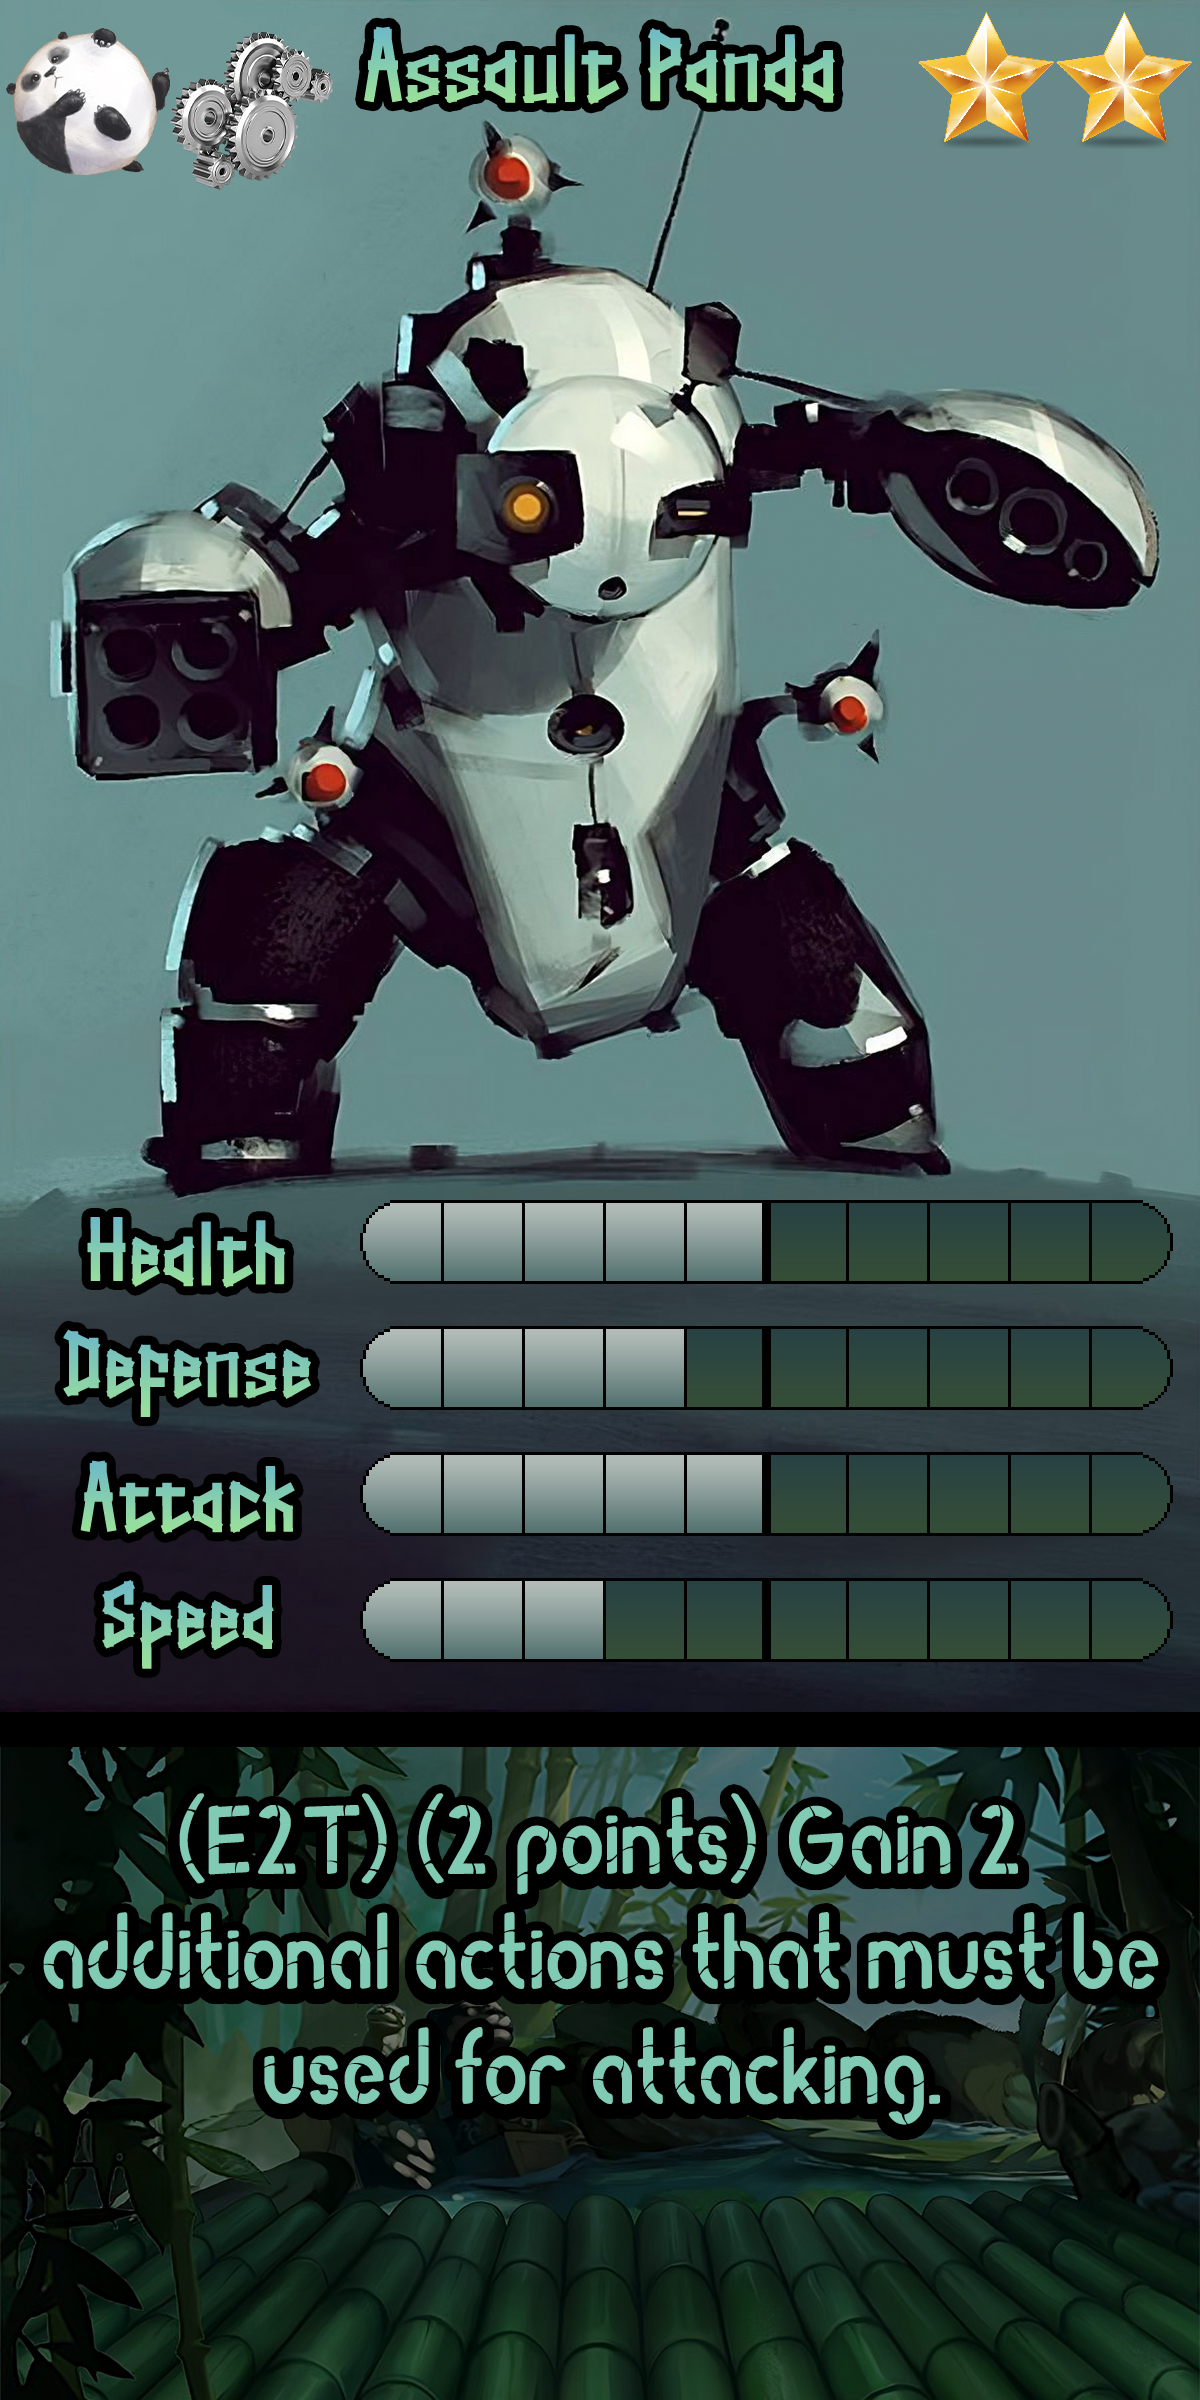 Assault Panda
Health
Defense
Attack
Speed
(E2T) (2 points) Gain 2
additional actions that must be
used for attacking.